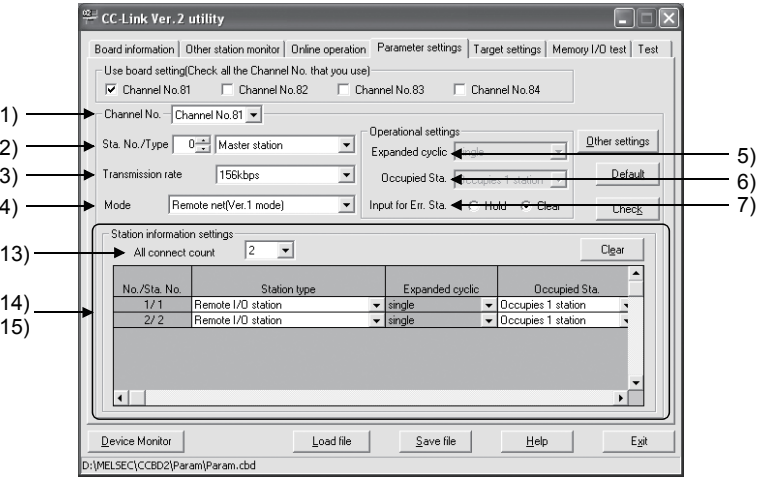 CC-Link Ver.2 utility
Board information Other station monitor Online operation Parameter settings Target settings Memory I/O test Test
Use board setting(Check all the Channel No. that you use)
Channel No.81 Channel No.82 Channel No.83 Channel No.84
1) Channel No. Channel No.81
2) Sta. No./Type 0 Master station
3) Transmission rate 156kbps
4) Mode Remote net(Ver.1 mode)
Operational settings
Expanded cyclic single 5)
Occupied Sta. Occupies 1 station 6)
Input for Err. Sta. Hold Clear 7)
Other settings
Default
Check
Station information settings
13) All connect count 2 Clear
No./Sta. No. Station type Expanded cyclic Occupied Sta.
14) 1/ 1 Remote I/O station single Occupies 1 station
15) 2/ 2 Remote I/O station single Occupies 1 station
Device Monitor Load file Save file Help Exit
D:\MELSEC\CCBD2\Param\Param.cbd